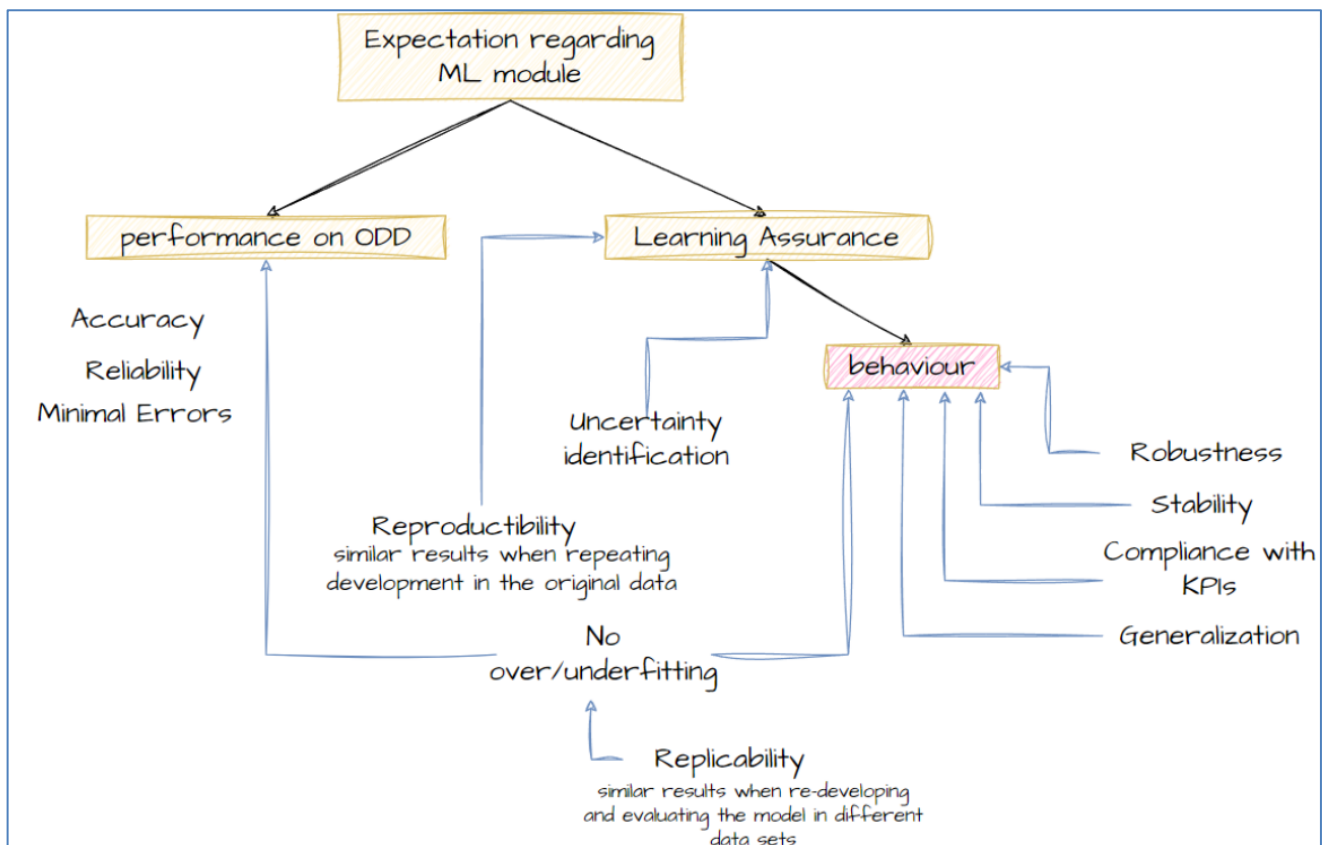 Expectation regarding
ML module
performance on ODD
Learning Assurance
Accuracy
Reliability
Minimal Errors
behaviour
Uncertainty
identification
Robustness
Stability
Compliance with
KPIs
Generalization
Reproductibility
similar results when repeating
development in the original data
No
over/underfitting
Replicability
similar results when re-developing
and evaluating the model in different
data sets